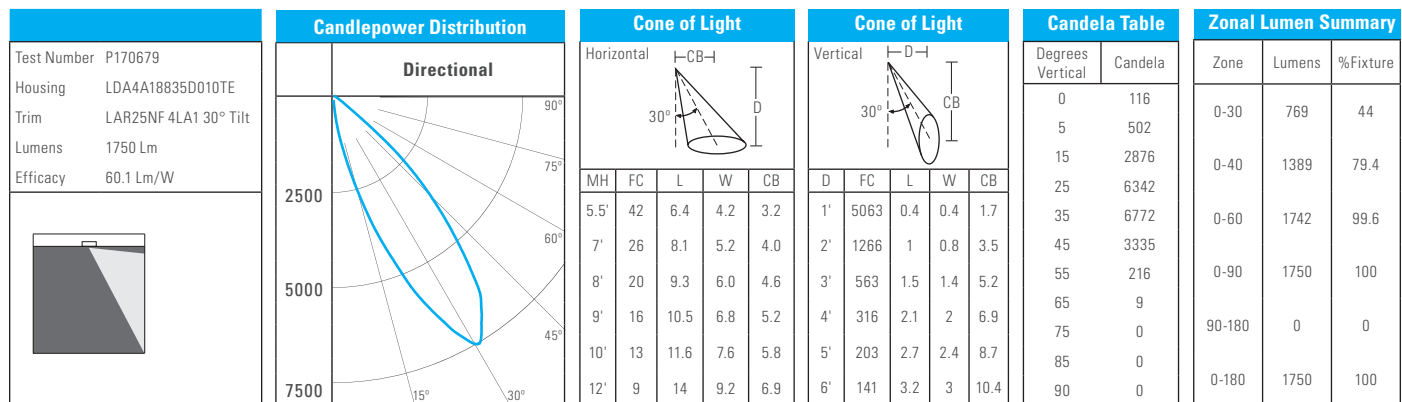 Test Number P170679
Housing LDA4A18835D010TE
Trim LAR25NF 4LA1 30° Tilt
Lumens 1750 Lm
Efficacy 60.1 Lm/W
Candlepower Distribution
Directional
90º
75º
2500
60º
5000
45º
7500
15º
30º
Cone of Light
Horizontal
CB
30º
D
MH FC L W CB
5.5' 42 6.4 4.2 3.2
7' 26 8.1 5.2 4.0
8' 20 9.3 6.0 4.6
9' 16 10.5 6.8 5.2
10' 13 11.6 7.6 5.8
12' 9 14 9.2 6.9
Cone of Light
Vertical
D
30º
CB
D FC L W CB
1' 5063 0.4 0.4 1.7
2' 1266 1 0.8 3.5
3' 563 1.5 1.4 5.2
4' 316 2.1 2 6.9
5' 203 2.7 2.4 8.7
6' 141 3.2 3 10.4
Candela Table
Degrees
Vertical
Candela
0 116
5 502
15 2876
25 6342
35 6772
45 3335
55 216
65 9
75 0
85 0
90 0
Zonal Lumen Summary
Zone Lumens %Fixture
0-30 769 44
0-40 1389 79.4
0-60 1742 99.6
0-90 1750 100
90-180 0 0
0-180 1750 100